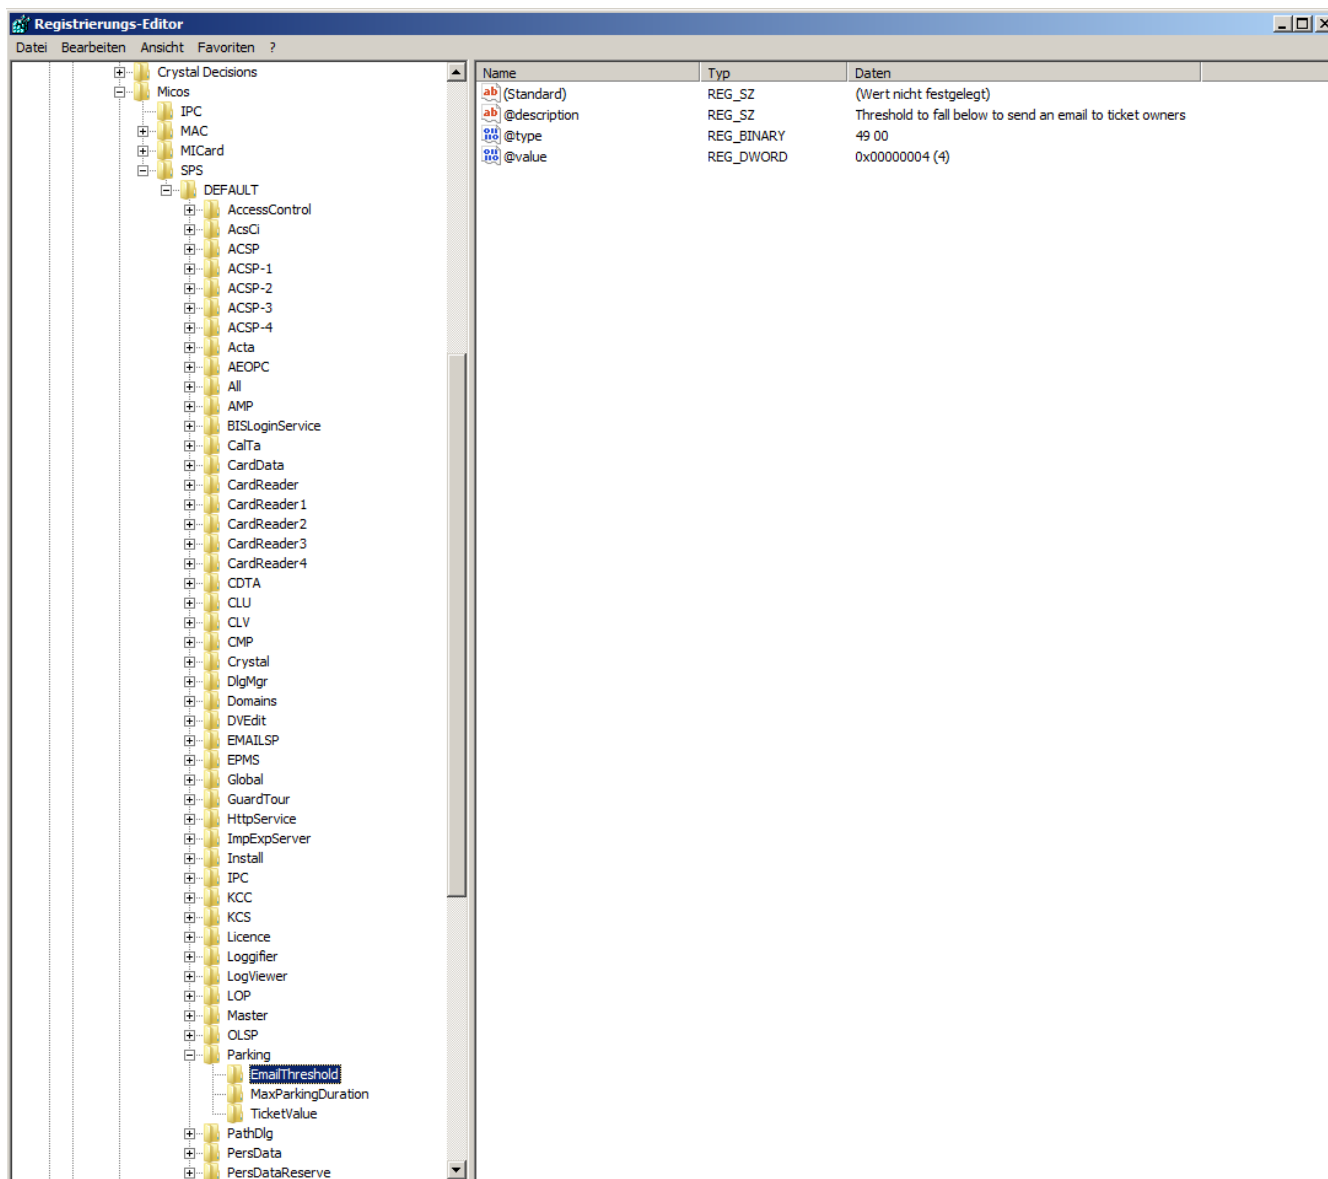 Registrierungs-Editor
Datei Bearbeiten Ansicht Favoriten ?
Crystal Decisions
Micos
IPC
MAC
MICard
SPS
DEFAULT
AccessControl
AcsCi
ACSP
ACSP-1
ACSP-2
ACSP-3
ACSP-4
Acta
AEOPC
All
AMP
BISLoginService
CalTa
CardData
CardReader
CardReader1
CardReader2
CardReader3
CardReader4
CDTA
CLU
CLV
CMP
Crystal
DlgMgr
Domains
DVEdit
EMAILSP
EPMS
Global
GuardTour
HttpService
ImpExpServer
Install
IPC
KCC
KCS
Licence
Loggifier
LogViewer
LOP
Master
OLSP
Parking
EmailThreshold
MaxParkingDuration
TicketValue
PathDlg
PersData
PersDataReserve
Name Typ Daten
(Standard) REG_SZ (Wert nicht festgelegt)
@description REG_SZ Threshold to fall below to send an email to ticket owners
@type REG_BINARY 49 00
@value REG_DWORD 0x00000004 (4)